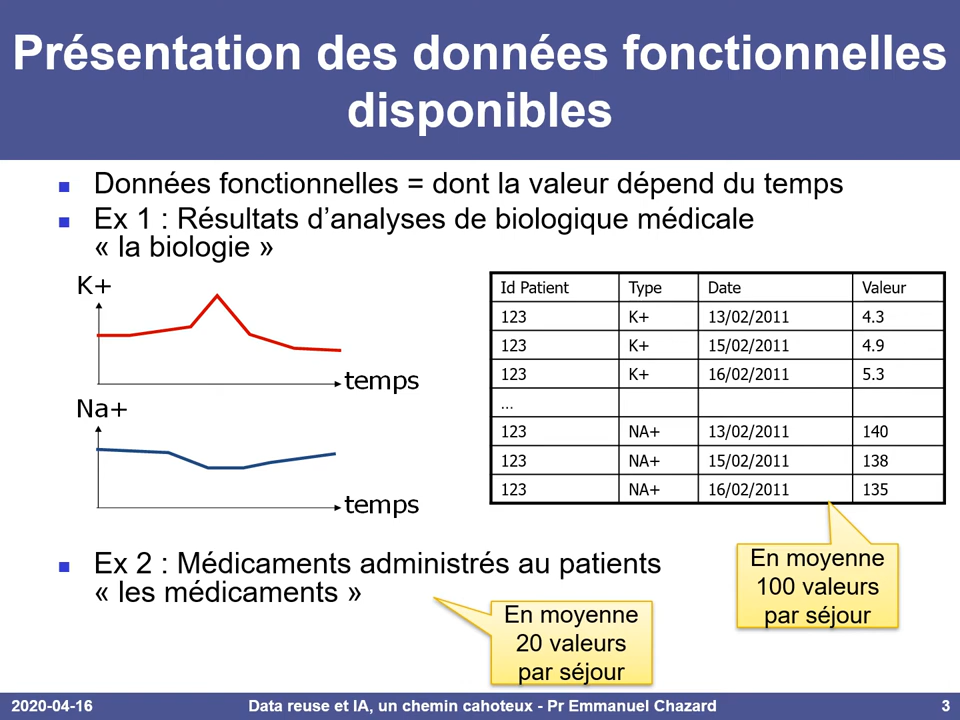 Présentation des données fonctionnelles
disponibles
Données fonctionnelles = dont la valeur dépend du temps
Ex 1 : Résultats d’analyses de biologique médicale
« la biologie »
K+
temps
Na+
temps
Id Patient Type Date Valeur
123 K+ 13/02/2011 4.3
123 K+ 15/02/2011 4.9
123 K+ 16/02/2011 5.3
...
123 NA+ 13/02/2011 140
123 NA+ 15/02/2011 138
123 NA+ 16/02/2011 135
En moyenne
100 valeurs
par séjour
Ex 2 : Médicaments administrés au patients
« les médicaments »
En moyenne
20 valeurs
par séjour
2020-04-16 Data reuse et IA, un chemin cahoteux - Pr Emmanuel Chazard 3